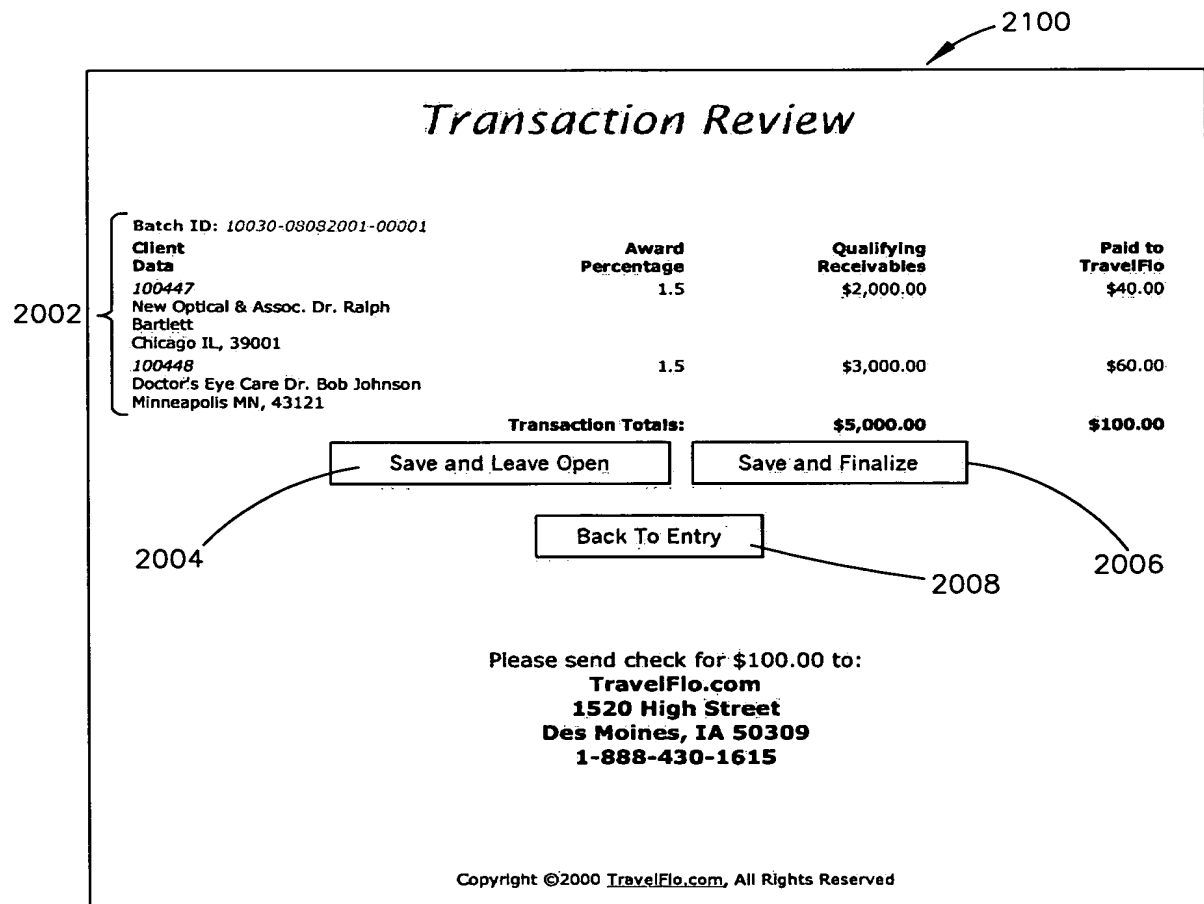 2100
Transaction Review
Batch ID: 10030-08082001-00001
Client Data Award Percentage Qualifying Receivables Paid to TravelFlo
100447 1.5 $2,000.00 $40.00
New Optical & Assoc. Dr. Ralph
Bartlett
Chicago IL, 39001
2002
100448 1.5 $3,000.00 $60.00
Doctor's Eye Care Dr. Bob Johnson
Minneapolis MN, 43121
Transaction Totals: $5,000.00 $100.00
Save and Leave Open Save and Finalize
Back To Entry
2004 2008 2006
Please send check for $100.00 to:
TravelFlo.com
1520 High Street
Des Moines, IA 50309
1-888-430-1615
Copyright ©2000 TravelFlo.com, All Rights Reserved